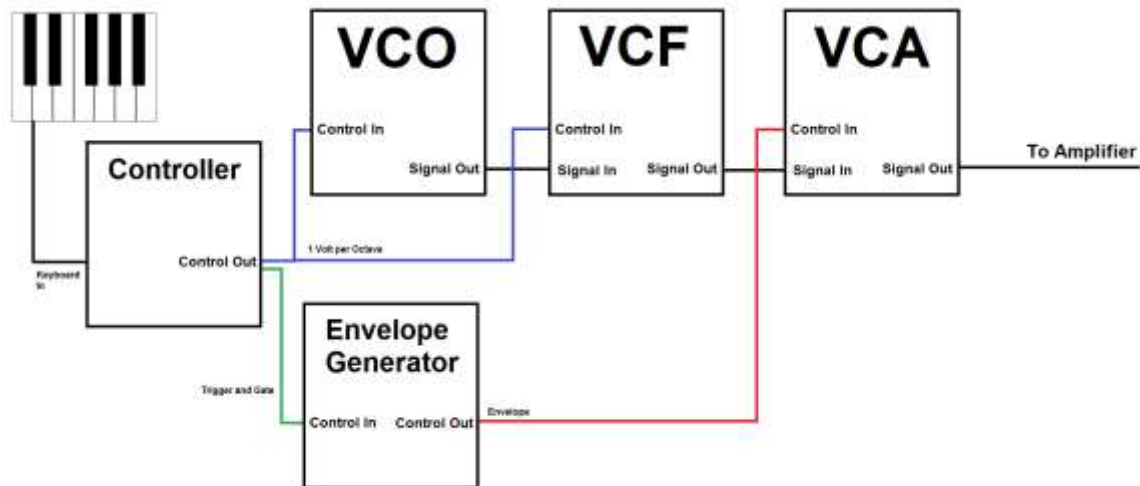 VCO
VCF
VCA
Control In
Control In
Control In
Signal Out
Signal In
Signal Out
Signal In
Signal Out
To Amplifier
Controller
Control Out
Keyboard
In
1 Volt per Octave
Envelope
Generator
Trigger and Gate
Control In
Control Out
Envelope